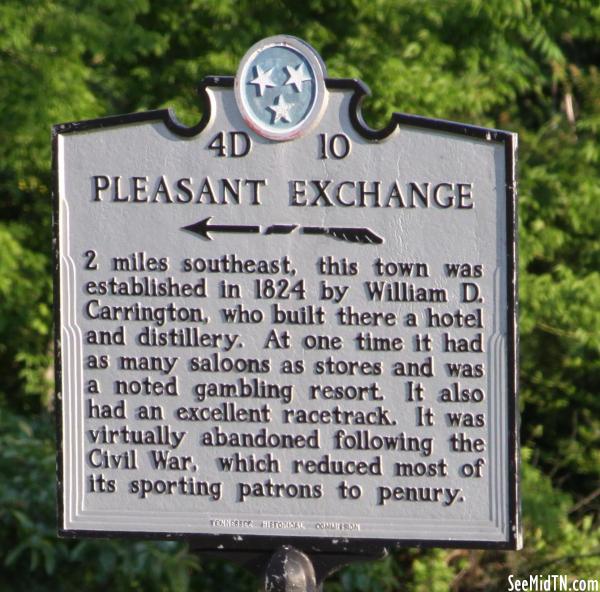 4D 10
PLEASANT EXCHANGE
2 miles southeast, this town was
established in 1824 by William D.
Carrington, who built there a hotel
and distillery. At one time it had
as many saloons as stores and was
a noted gambling resort. It also
had an excellent racetrack. It was
virtually abandoned following the
Civil War, which reduced most of
its sporting patrons to penury.
TENNESSEE HISTORICAL COMMISSION
SeeMidTN.com